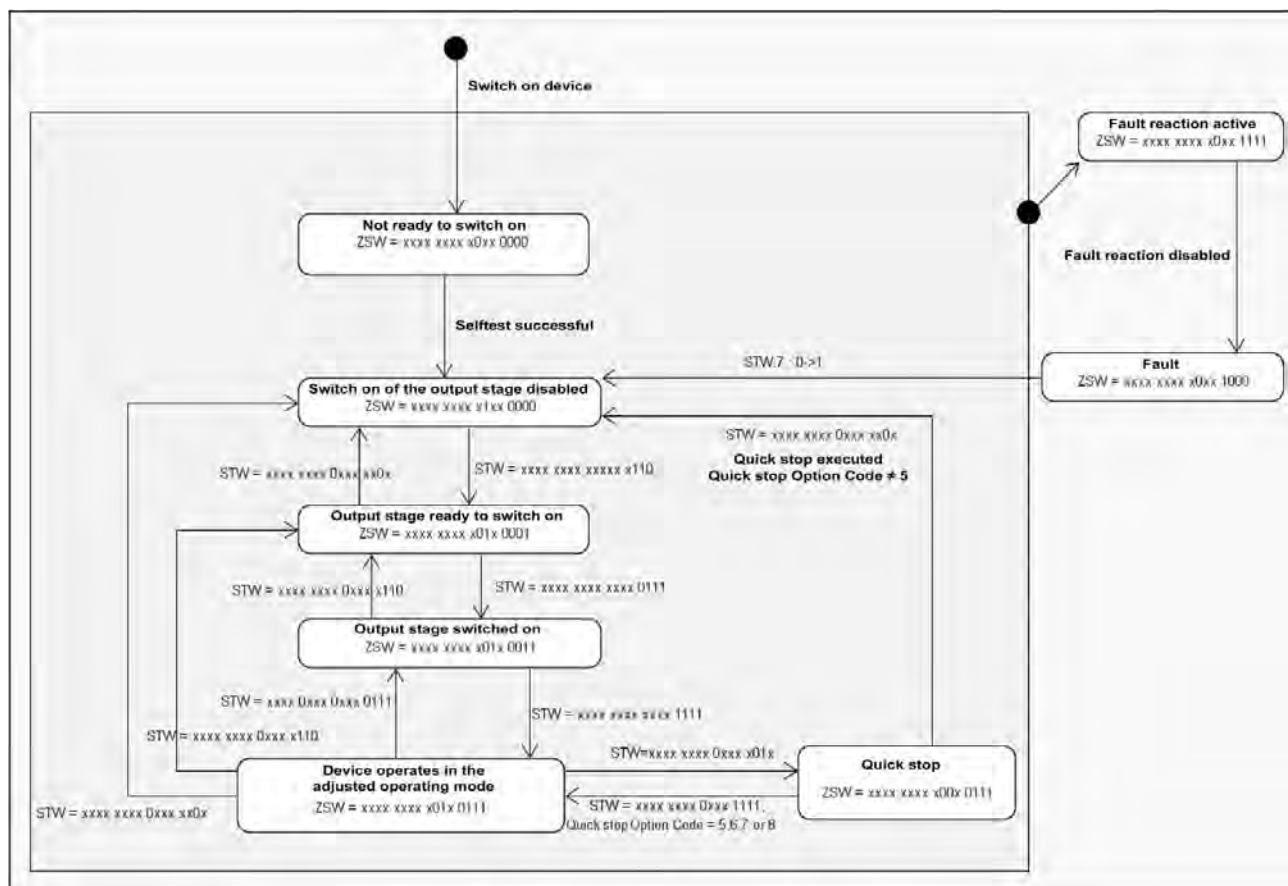 Switch on device
Fault reaction active
ZSW = xxxx xxxx x0xx 1111
Not ready to switch on
ZSW = xxxx xxxx x0xx 0000
Fault reaction disabled
Selftest successful
STW.7 : 0->1
Fault
ZSW = xxxx xxxx x0xx 1000
Switch on of the output stage disabled
ZSW = xxxx xxxx x1xx 0000
STW = xxxx xxxx 0xxx xx0x
Quick stop executed
Quick stop Option Code ≠ 5
STW = xxxx xxxx 0xxx xx0x
STW = xxxx xxxx xxxxx x110
Output stage ready to switch on
ZSW = xxxx xxxx x01x 0001
STW = xxxx xxxx 0xxx x110
STW = xxxx xxxx xxxx 0111
Output stage switched on
ZSW = xxxx xxxx x01x 0011
STW = xxxx 0xxx 0xxx 0111
STW = xxxx xxxx xxxx 1111
STW = xxxx xxxx 0xxx x110
STW=xxxx xxxx 0xxx x01x
Device operates in the
adjusted operating mode
ZSW = xxxx xxxx x01x 0111
Quick stop
ZSW = xxxx xxxx x00x 0111
STW = xxxx xxxx 0xxx xx0x
STW = xxxx xxxx 0xxx 1111,
Quick stop Option Code = 5,6,7 or 8